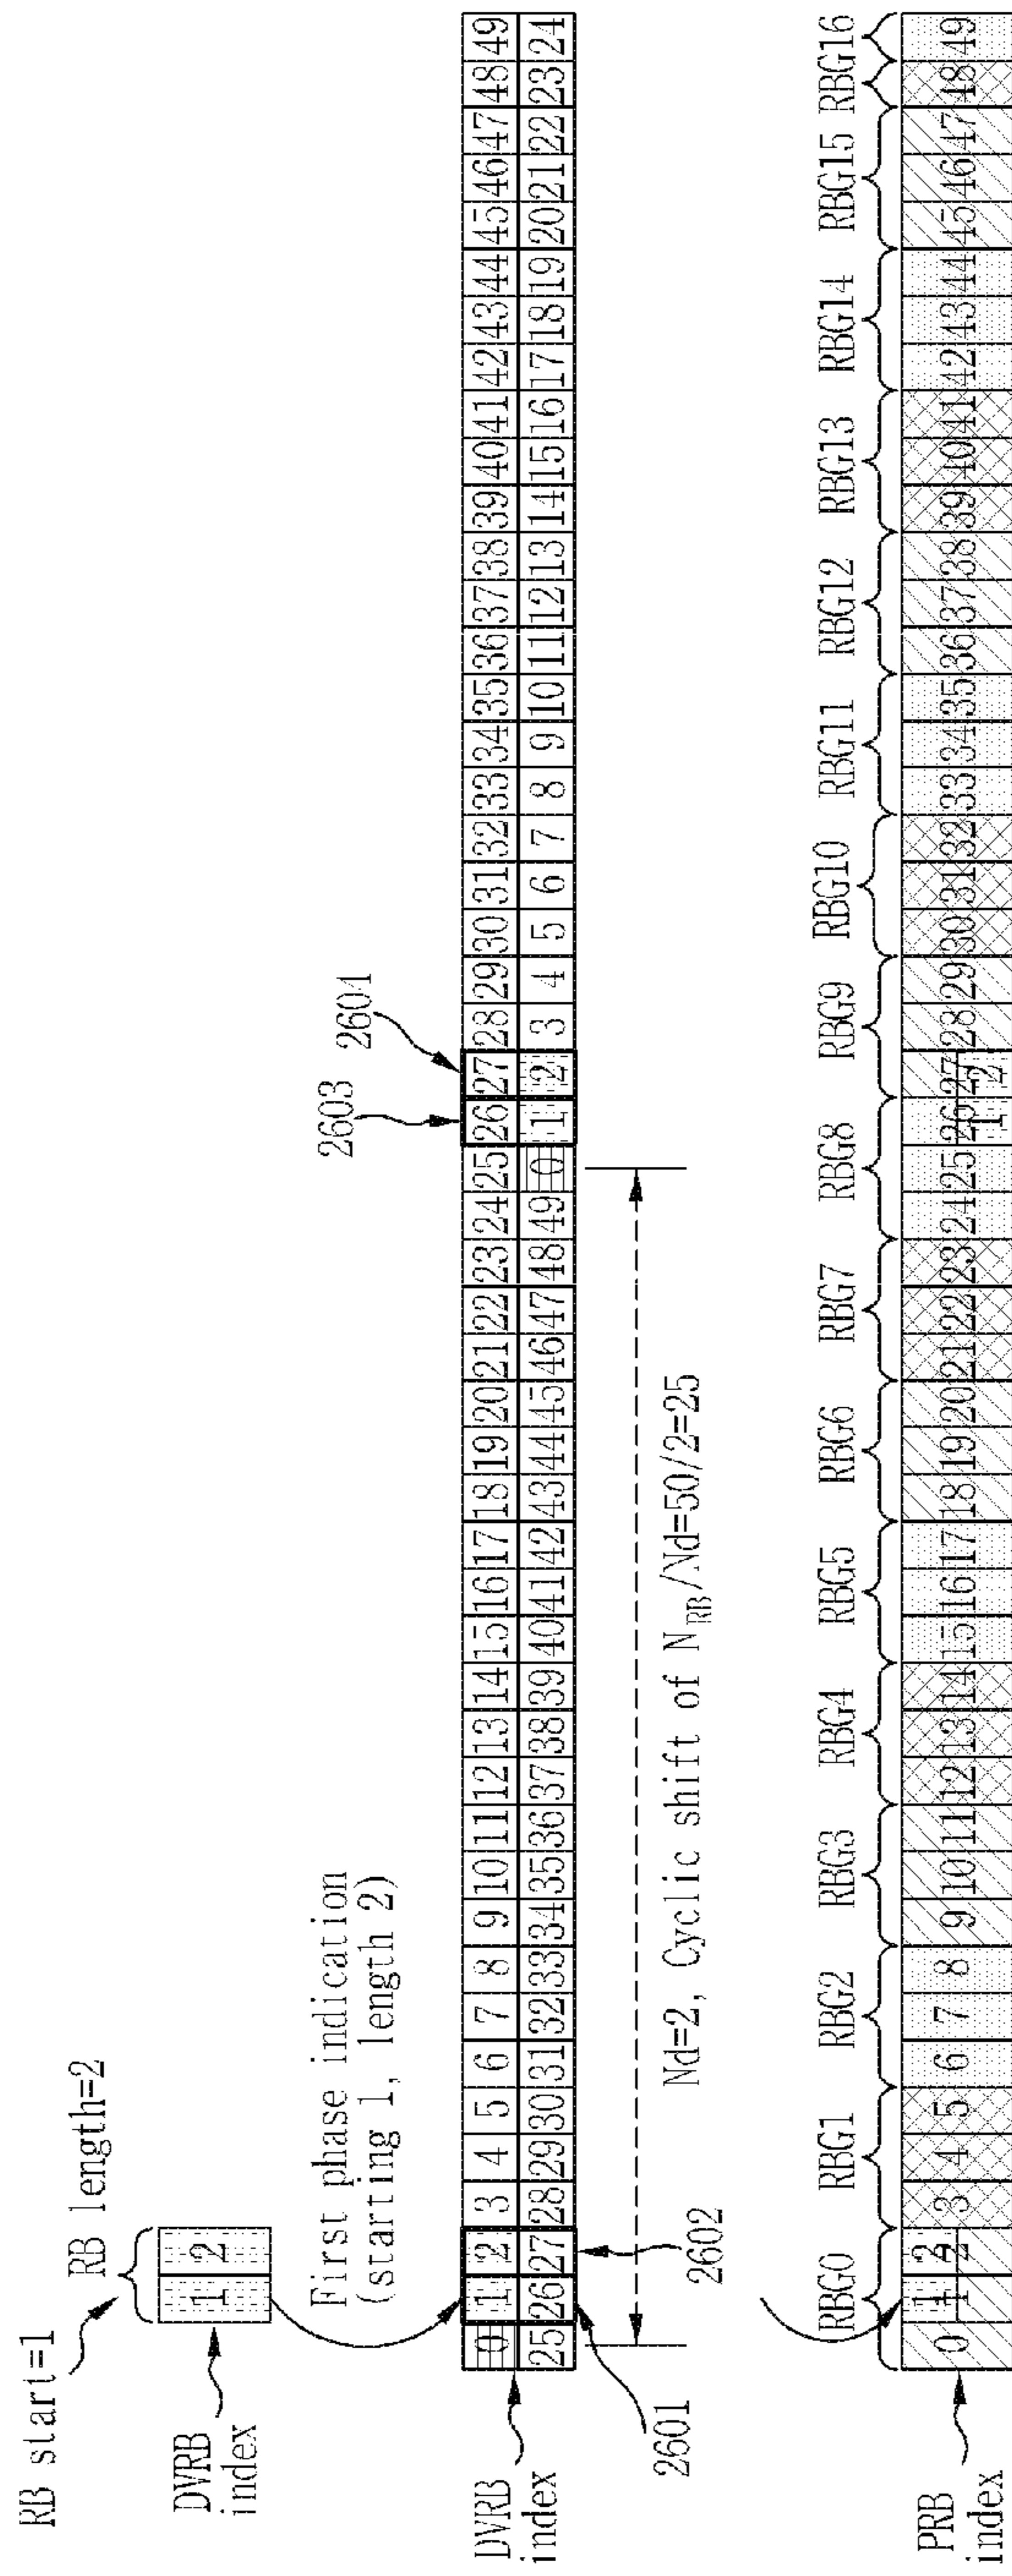 RB start=1
RB length=2
1 2
DVRB
index
First phase indication
(starting 1, length 2)
2603
2604
0 1 2 3 4 5 6 7 8 9 10 11 12 13 14 15 16 17 18 19 20 21 22 23 24 25 26 27 28 29 30 31 32 33 34 35 36 37 38 39 40 41 42 43 44 45 46 47 48 49
25 26 27 28 29 30 31 32 33 34 35 36 37 38 39 40 41 42 43 44 45 46 47 48 49 0 1 2 3 4 5 6 7 8 9 10 11 12 13 14 15 16 17 18 19 20 21 22 23 24
DVRB
index
2601
2602
Nd=2, Cyclic shift of N_RB/Nd=50/2=25
RBG0 RBG1 RBG2 RBG3 RBG4 RBG5 RBG6 RBG7 RBG8 RBG9 RBG10 RBG11 RBG12 RBG13 RBG14 RBG15 RBG16
0 1 2 3 4 5 6 7 8 9 10 11 12 13 14 15 16 17 18 19 20 21 22 23 24 25 26 27 28 29 30 31 32 33 34 35 36 37 38 39 40 41 42 43 44 45 46 47 48 49
1 2 1 2
PRB
index